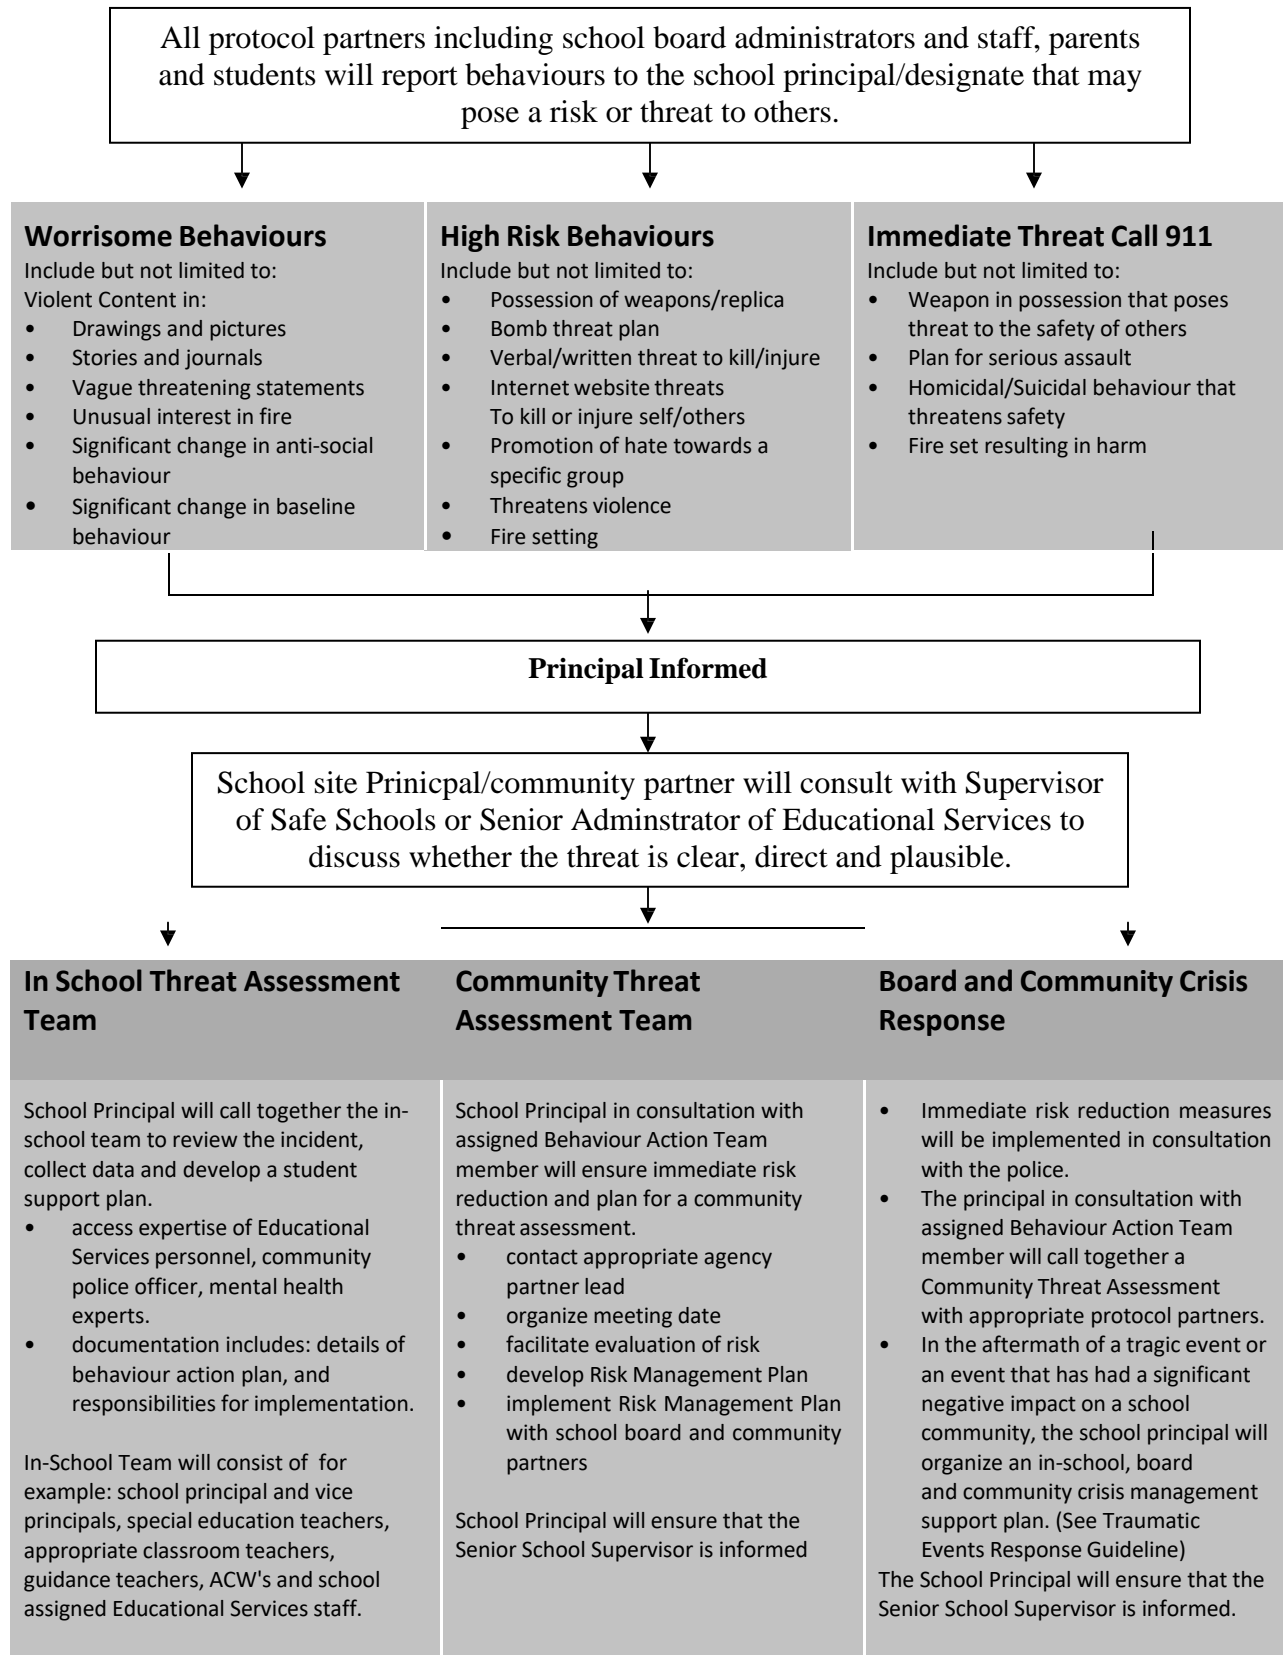 All protocol partners including school board administrators and staff, parents
and students will report behaviours to the school principal/designate that may
pose a risk or threat to others.
Worrisome Behaviours
Include but not limited to:
Violent Content in:
• Drawings and pictures
• Stories and journals
• Vague threatening statements
• Unusual interest in fire
• Significant change in anti-social
behaviour
• Significant change in baseline
behaviour
High Risk Behaviours
Include but not limited to:
• Possession of weapons/replica
• Bomb threat plan
• Verbal/written threat to kill/injure
• Internet website threats
To kill or injure self/others
• Promotion of hate towards a
specific group
• Threatens violence
• Fire setting
Immediate Threat Call 911
Include but not limited to:
• Weapon in possession that poses
threat to the safety of others
• Plan for serious assault
• Homicidal/Suicidal behaviour that
threatens safety
• Fire set resulting in harm
Principal Informed
School site Prinicpal/community partner will consult with Supervisor
of Safe Schools or Senior Adminstrator of Educational Services to
discuss whether the threat is clear, direct and plausible.
In School Threat Assessment
Team
School Principal will call together the in-
school team to review the incident,
collect data and develop a student
support plan.
• access expertise of Educational
Services personnel, community
police officer, mental health
experts.
• documentation includes: details of
behaviour action plan, and
responsibilities for implementation.
In-School Team will consist of for
example: school principal and vice
principals, special education teachers,
appropriate classroom teachers,
guidance teachers, ACW's and school
assigned Educational Services staff.
Community Threat
Assessment Team
School Principal in consultation with
assigned Behaviour Action Team
member will ensure immediate risk
reduction and plan for a community
threat assessment.
• contact appropriate agency
partner lead
• organize meeting date
• facilitate evaluation of risk
• develop Risk Management Plan
• implement Risk Management Plan
with school board and community
partners
School Principal will ensure that the
Senior School Supervisor is informed
Board and Community Crisis
Response
• Immediate risk reduction measures
will be implemented in consultation
with the police.
• The principal in consultation with
assigned Behaviour Action Team
member will call together a
Community Threat Assessment
with appropriate protocol partners.
• In the aftermath of a tragic event or
an event that has had a significant
negative impact on a school
community, the school principal will
organize an in-school, board
and community crisis management
support plan. (See Traumatic
Events Response Guideline)
The School Principal will ensure that the
Senior School Supervisor is informed.